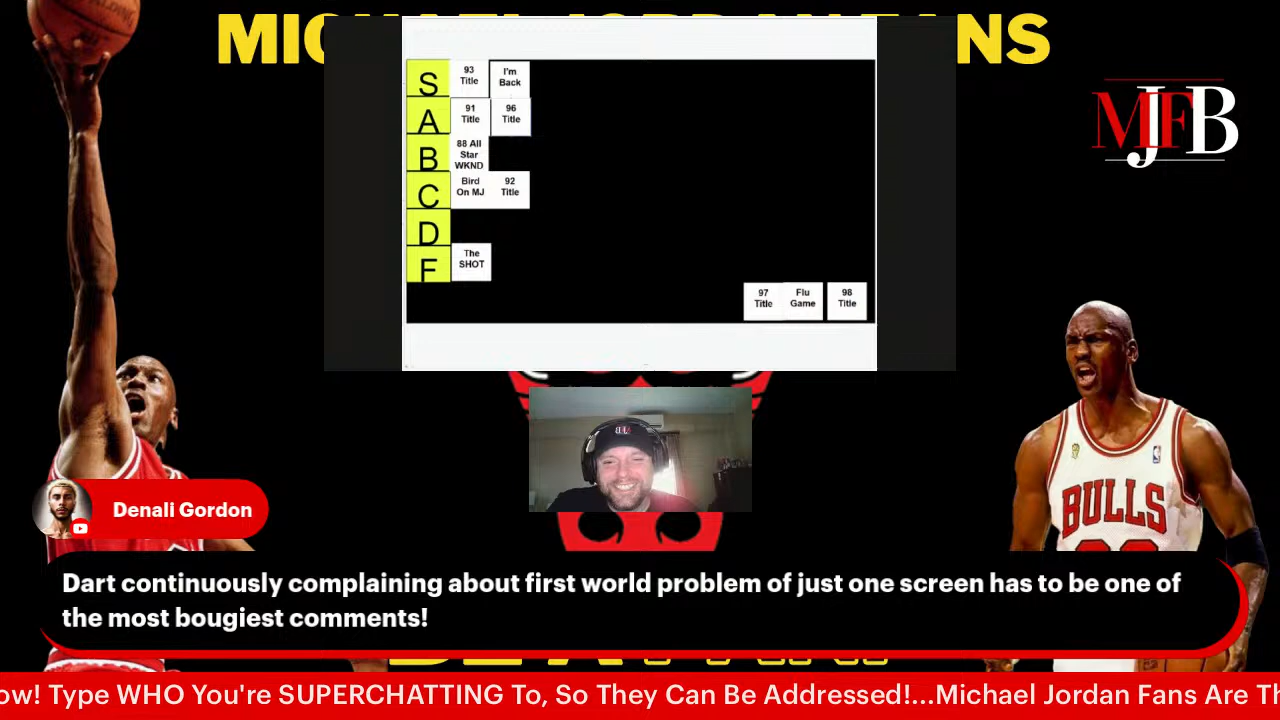 MIC
NS
SPALDING
MJFB
S
93
Title
I'm
Back
A
91
Title
96
Title
B
88 All
Star
WKND
C
Bird
On MJ
92
Title
D
F
The
SHOT
97
Title
Flu
Game
98
Title
BULLS
Denali Gordon
Dart continuously complaining about first world problem of just one screen has to be one of
the most bougiest comments!
ow! Type WHO You're SUPERCHATTING To, So They Can Be Addressed!...Michael Jordan Fans Are Th